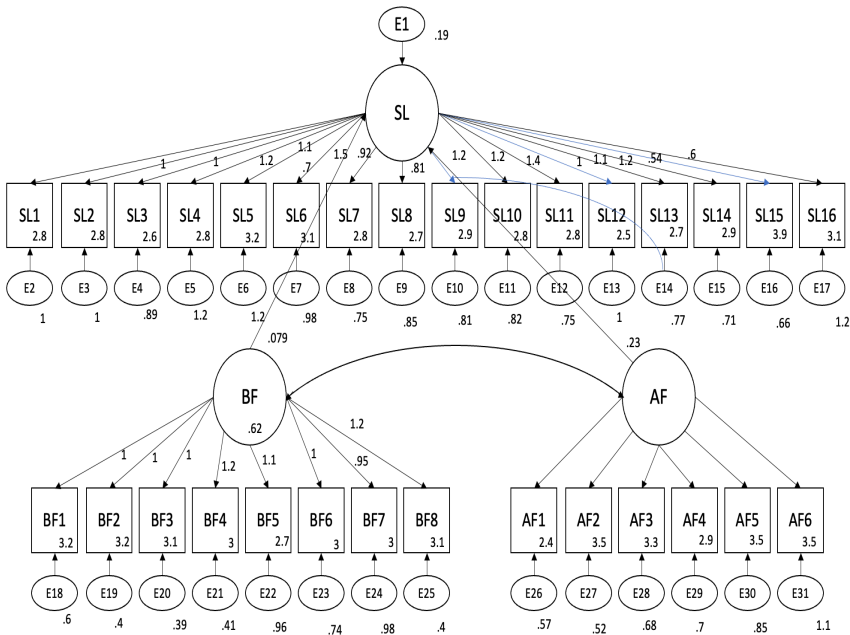 E1
.19
SL
1 1 1.2 1.1 .7 1.5 .92 .81 1.2 1.2 1.4 1 1.1 1.2 .54 .6
SL1 SL2 SL3 SL4 SL5 SL6 SL7 SL8 SL9 SL10 SL11 SL12 SL13 SL14 SL15 SL16
2.8 2.8 2.6 2.8 3.2 3.1 2.8 2.7 2.9 2.8 2.8 2.5 2.7 2.9 3.9 3.1
E2 E3 E4 E5 E6 E7 E8 E9 E10 E11 E12 E13 E14 E15 E16 E17
1 1 .89 1.2 1.2 .98 .75 .85 .81 .82 .75 1 .77 .71 .66 1.2
.079 .23
BF AF
.62
1 1 1 1.2 1.1 1 .95 1.2
BF1 BF2 BF3 BF4 BF5 BF6 BF7 BF8 AF1 AF2 AF3 AF4 AF5 AF6
3.2 3.2 3.1 3 2.7 3 3 3.1 2.4 3.5 3.3 2.9 3.5 3.5
E18 E19 E20 E21 E22 E23 E24 E25 E26 E27 E28 E29 E30 E31
.6 .4 .39 .41 .96 .74 .98 .4 .57 .52 .68 .7 .85 1.1